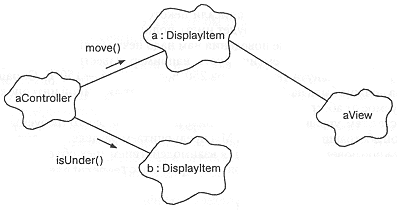 a : DisplayItem
move()
aController
aView
isUnder()
b : DisplayItem